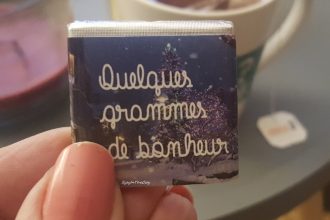 Quelques
grammes
de bonheur